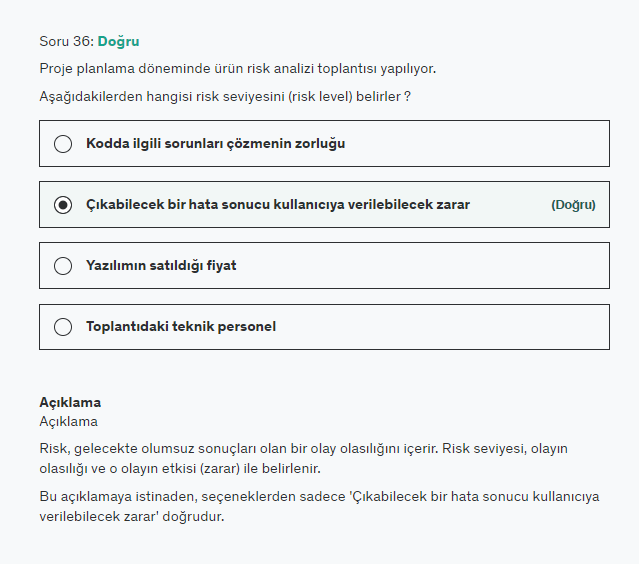 Soru 36: Doğru
Proje planlama döneminde ürün risk analizi toplantısı yapılıyor.
Aşağıdakilerden hangisi risk seviyesini (risk level) belirler ?
Kodda ilgili sorunları çözmenin zorluğu
Çıkabilecek bir hata sonucu kullanıcıya verilebilecek zarar (Doğru)
Yazılımın satıldığı fiyat
Toplantıdaki teknik personel
Açıklama
Açıklama
Risk, gelecekte olumsuz sonuçları olan bir olay olasılığını içerir. Risk seviyesi, olayın
olasılığı ve o olayın etkisi (zarar) ile belirlenir.
Bu açıklamaya istinaden, seçeneklerden sadece 'Çıkabilecek bir hata sonucu kullanıcıya
verilebilecek zarar' doğrudur.